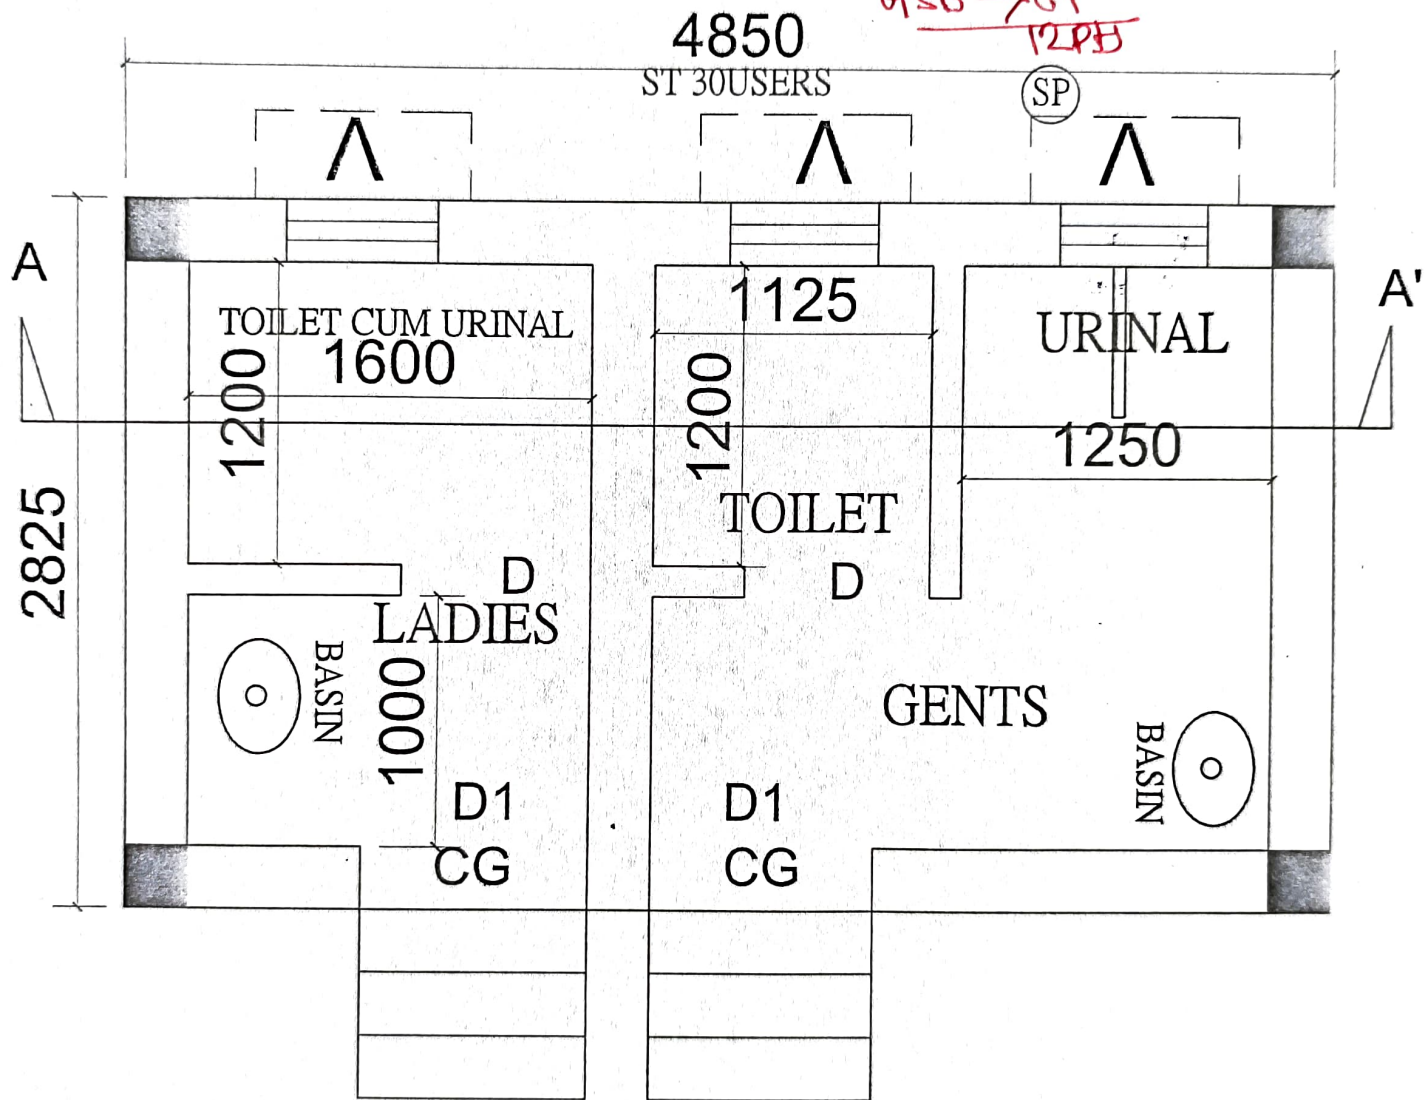 4850
ST 30USERS
SP
V
V
V
A
A'
TOILET CUM URINAL
1600
1200
1125
1200
URINAL
1250
TOILET
D
D
LADIES
2825
BASIN
1000
GENTS
BASIN
D1
CG
D1
CG